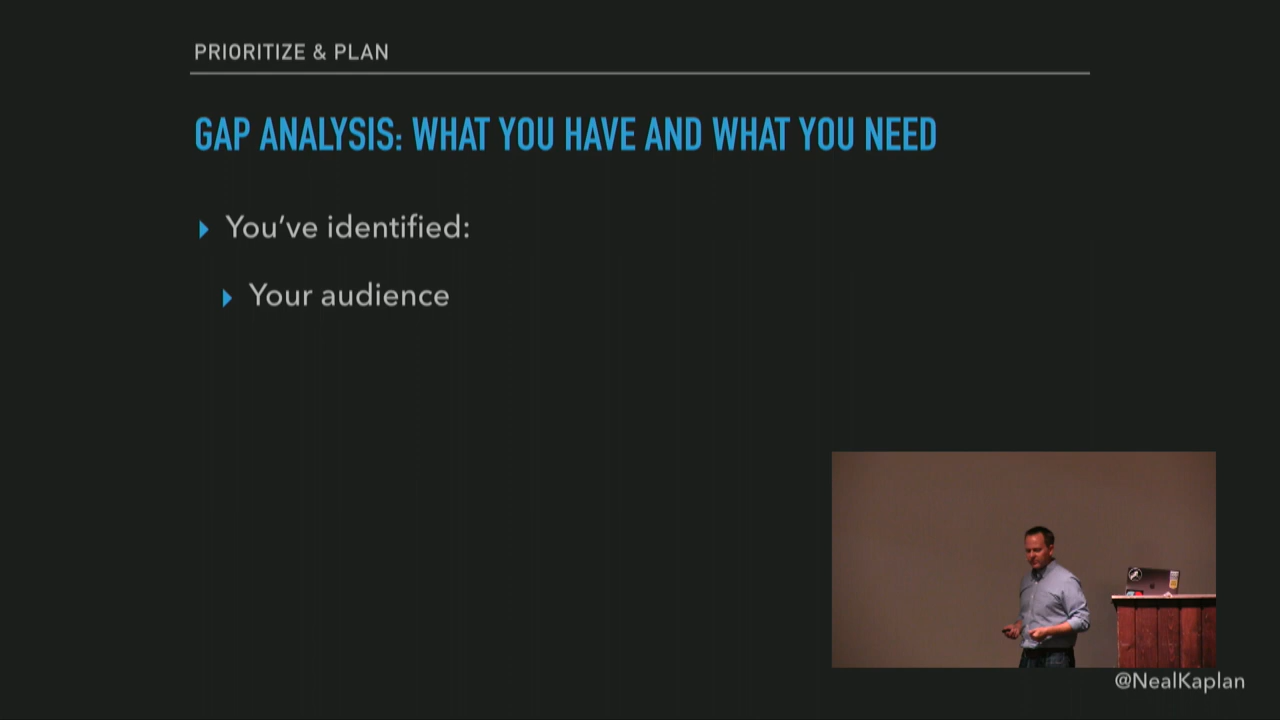 PRIORITIZE & PLAN
GAP ANALYSIS: WHAT YOU HAVE AND WHAT YOU NEED
You’ve identified:
Your audience
@NealKaplan